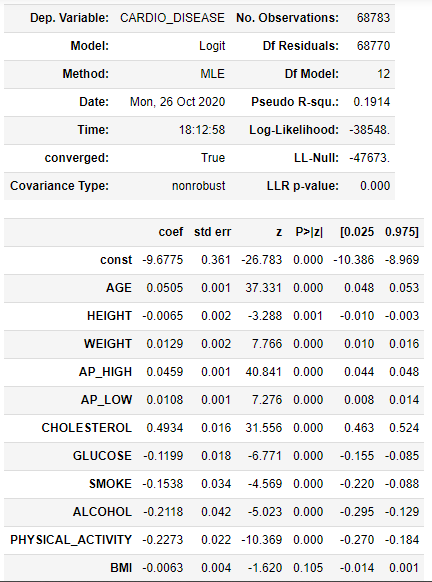 Dep. Variable: CARDIO_DISEASE No. Observations: 68783
Model: Logit Df Residuals: 68770
Method: MLE Df Model: 12
Date: Mon, 26 Oct 2020 Pseudo R-squ.: 0.1914
Time: 18:12:58 Log-Likelihood: -38548.
converged: True LL-Null: -47673.
Covariance Type: nonrobust LLR p-value: 0.000
coef std err z P>|z| [0.025 0.975]
const -9.6775 0.361 -26.783 0.000 -10.386 -8.969
AGE 0.0505 0.001 37.331 0.000 0.048 0.053
HEIGHT -0.0065 0.002 -3.288 0.001 -0.010 -0.003
WEIGHT 0.0129 0.002 7.766 0.000 0.010 0.016
AP_HIGH 0.0459 0.001 40.841 0.000 0.044 0.048
AP_LOW 0.0108 0.001 7.276 0.000 0.008 0.014
CHOLESTEROL 0.4934 0.016 31.556 0.000 0.463 0.524
GLUCOSE -0.1199 0.018 -6.771 0.000 -0.155 -0.085
SMOKE -0.1538 0.034 -4.569 0.000 -0.220 -0.088
ALCOHOL -0.2118 0.042 -5.023 0.000 -0.295 -0.129
PHYSICAL_ACTIVITY -0.2273 0.022 -10.369 0.000 -0.270 -0.184
BMI -0.0063 0.004 -1.620 0.105 -0.014 0.001